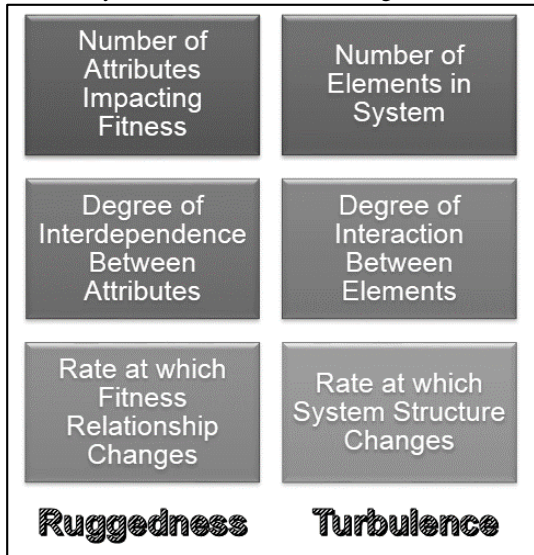 Number of
Attributes
Impacting
Fitness
Number of
Elements in
System
Degree of
Interdependence
Between
Attributes
Degree of
Interaction
Between
Elements
Rate at which
Fitness
Relationship
Changes
Rate at which
System Structure
Changes
Ruggedness
Turbulence